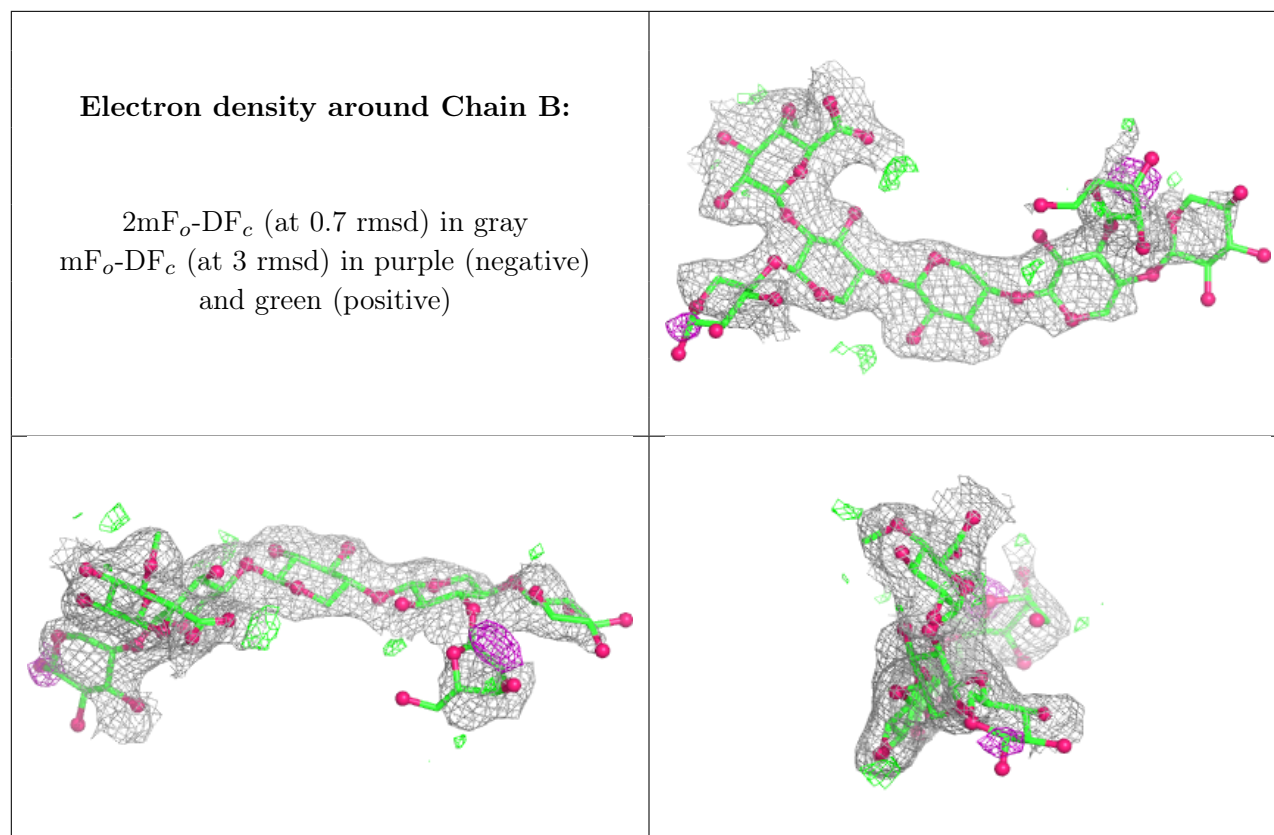 Electron density around Chain B:
2mFo-DFc (at 0.7 rmsd) in gray
mFo-DFc (at 3 rmsd) in purple (negative)
and green (positive)